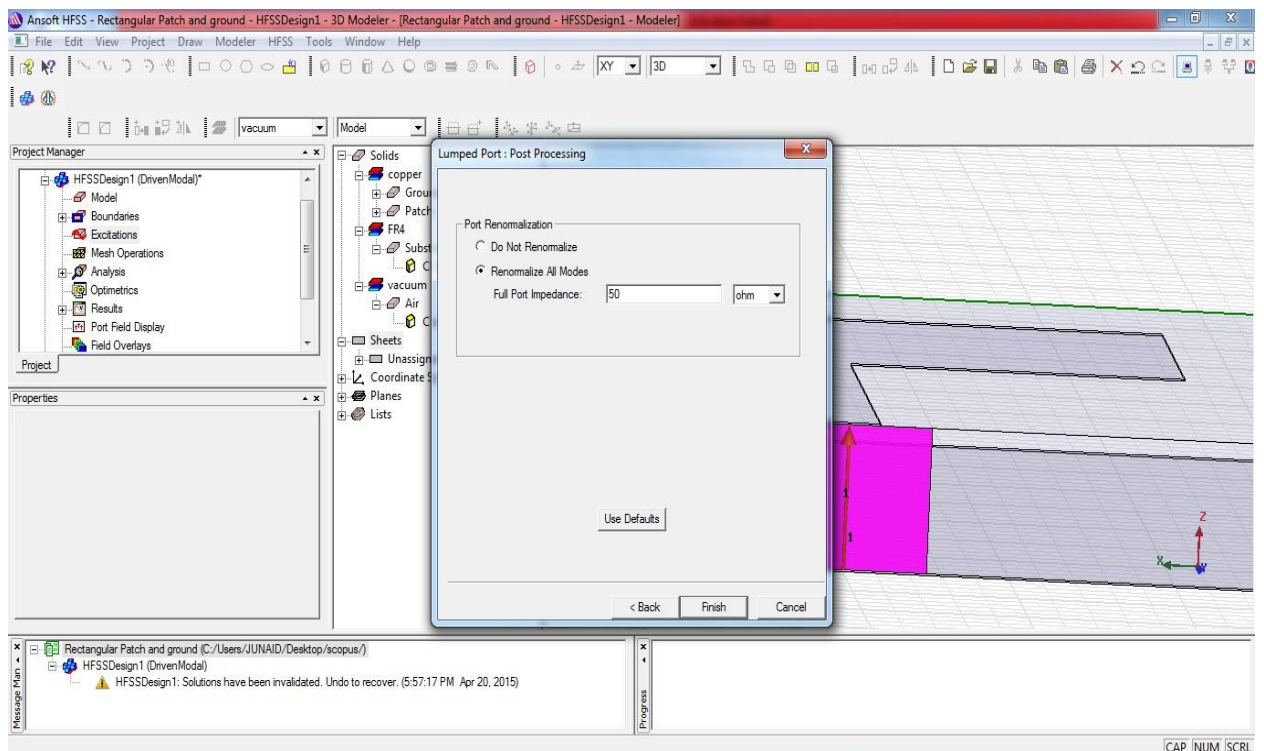 Ansoft HFSS - Rectangular Patch and ground - HFSSDesign1 - 3D Modeler - [Rectangular Patch and ground - HFSSDesign1 - Modeler]
File Edit View Project Draw Modeler HFSS Tools Window Help
XY 3D
vacuum Model
Project Manager
HFSSDesign1 (DrivenModal)*
Model
Boundaries
Excitations
Mesh Operations
Analysis
Optimetrics
Results
Port Field Display
Field Overlays
Project
Properties
Solids
copper
Grou
Patch
FR4
Subst
C
vacuum
Air
C
Sheets
Unassign
Coordinate S
Planes
Lists
Lumped Port : Post Processing
Port Renormalization
Do Not Renormalize
Renormalize All Modes
Full Port Impedance: 50 ohm
Use Defaults
< Back Finish Cancel
1
1
Z
X
Message Man
Rectangular Patch and ground (C:/Users/JUNAID/Desktop/scopus/)
HFSSDesign1 (DrivenModal)
HFSSDesign1: Solutions have been invalidated. Undo to recover. (5:57:17 PM Apr 20, 2015)
Progress
CAP NUM SCRL